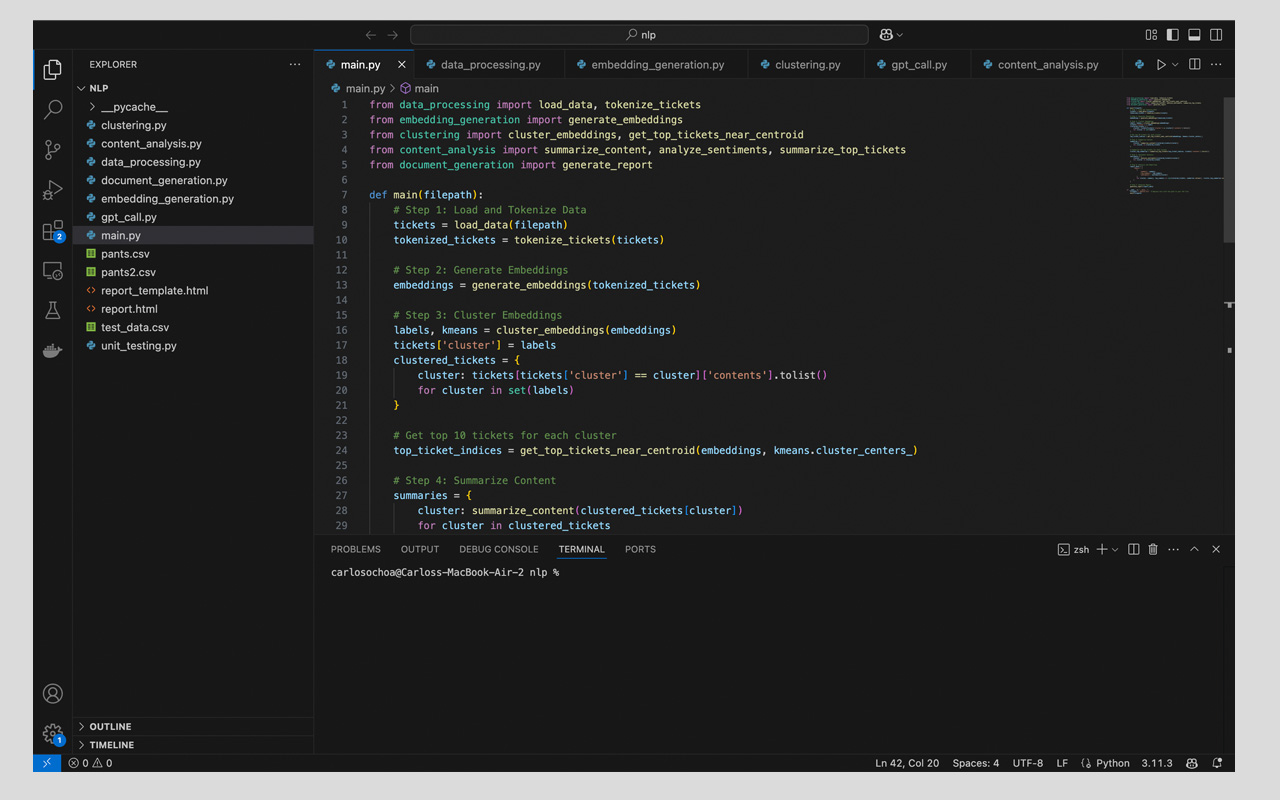 nlp
EXPLORER
NLP
__pycache__
clustering.py
content_analysis.py
data_processing.py
document_generation.py
embedding_generation.py
gpt_call.py
main.py
pants.csv
pants2.csv
report_template.html
report.html
test_data.csv
unit_testing.py
OUTLINE
TIMELINE
2
1
main.py data_processing.py embedding_generation.py clustering.py gpt_call.py content_analysis.py
main.py > main
1 from data_processing import load_data, tokenize_tickets
2 from embedding_generation import generate_embeddings
3 from clustering import cluster_embeddings, get_top_tickets_near_centroid
4 from content_analysis import summarize_content, analyze_sentiments, summarize_top_tickets
5 from document_generation import generate_report
6
7 def main(filepath):
8 # Step 1: Load and Tokenize Data
9 tickets = load_data(filepath)
10 tokenized_tickets = tokenize_tickets(tickets)
11
12 # Step 2: Generate Embeddings
13 embeddings = generate_embeddings(tokenized_tickets)
14
15 # Step 3: Cluster Embeddings
16 labels, kmeans = cluster_embeddings(embeddings)
17 tickets['cluster'] = labels
18 clustered_tickets = {
19 cluster: tickets[tickets['cluster'] == cluster]['contents'].tolist()
20 for cluster in set(labels)
21 }
22
23 # Get top 10 tickets for each cluster
24 top_ticket_indices = get_top_tickets_near_centroid(embeddings, kmeans.cluster_centers_)
25
26 # Step 4: Summarize Content
27 summaries = {
28 cluster: summarize_content(clustered_tickets[cluster])
29 for cluster in clustered_tickets
PROBLEMS OUTPUT DEBUG CONSOLE TERMINAL PORTS zsh
carlosochoa@Carloss-MacBook-Air-2 nlp %
0 0 Ln 42, Col 20 Spaces: 4 UTF-8 LF Python 3.11.3